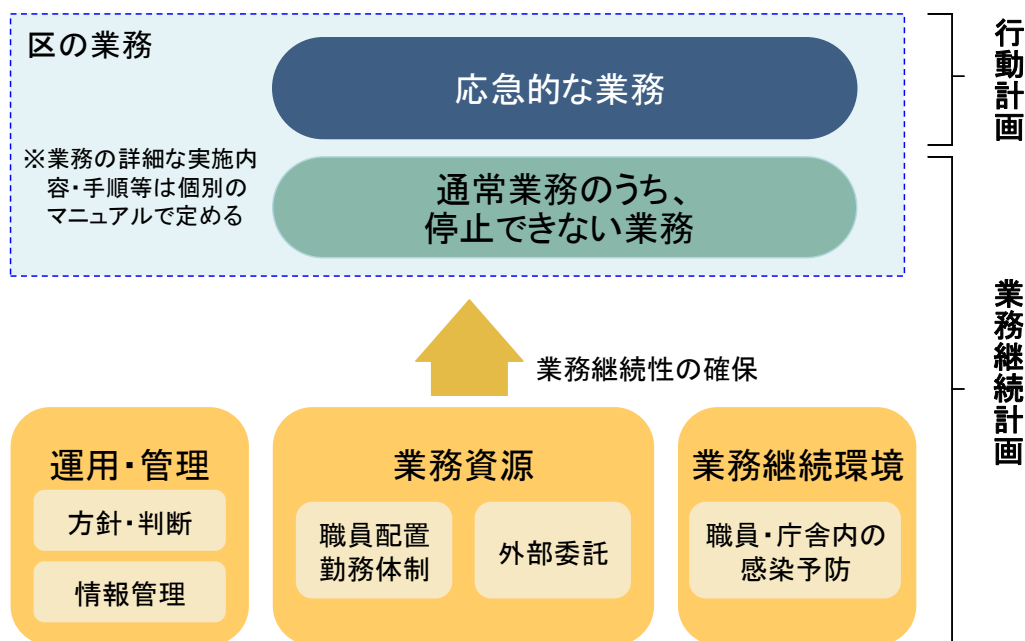 区の業務
応急的な業務
※業務の詳細な実施内
容・手順等は個別の
マニュアルで定める
通常業務のうち、
停止できない業務
行動計画
業務継続性の確保
業務継続計画
運用・管理
方針・判断
情報管理
業務資源
職員配置
勤務体制
外部委託
業務継続環境
職員・庁舎内の
感染予防